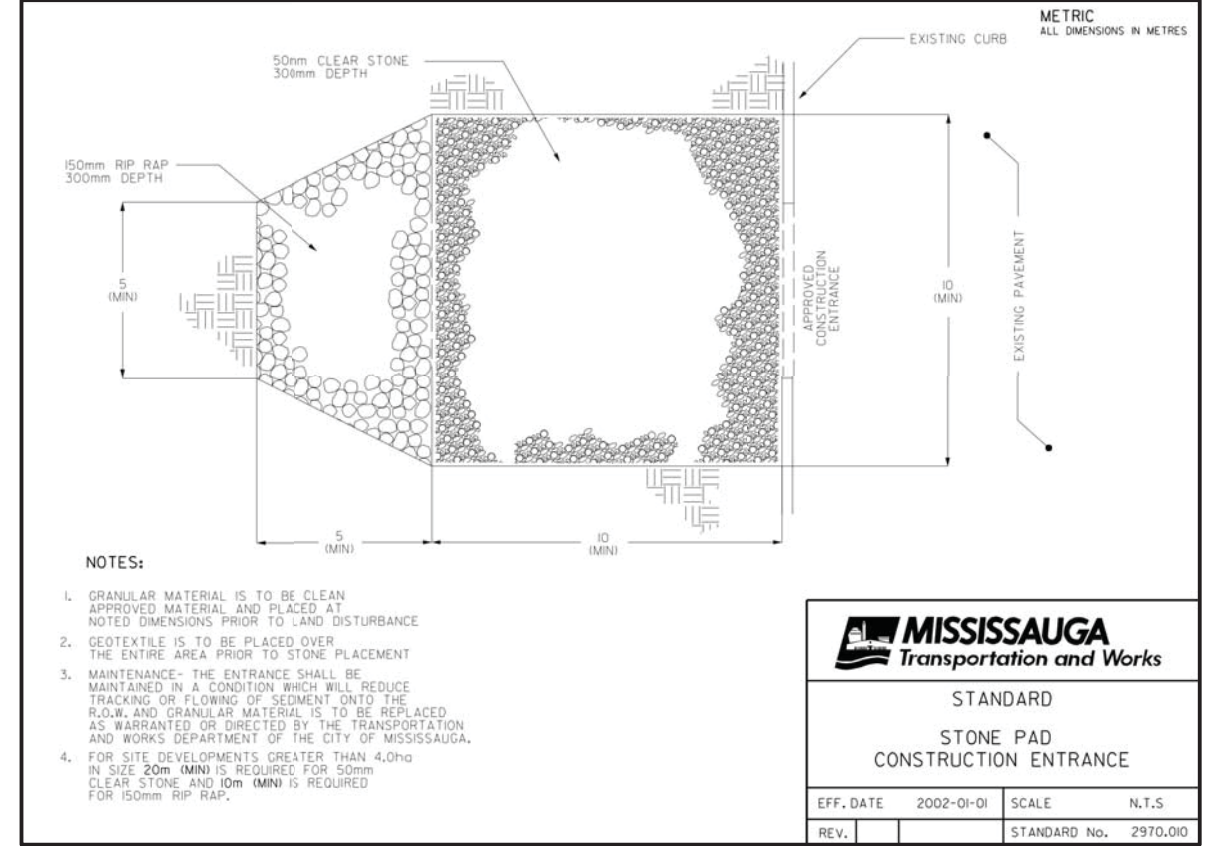 METRIC
ALL DIMENSIONS IN METRES
EXISTING CURB
50mm CLEAR STONE
300mm DEPTH
150mm RIP RAP
300mm DEPTH
5
(MIN)
APPROVED
CONSTRUCTION
ENTRANCE
10
(MIN)
EXISTING PAVEMENT
5
(MIN)
10
(MIN)
NOTES:
1. GRANULAR MATERIAL IS TO BE CLEAN
APPROVED MATERIAL AND PLACED AT
NOTED DIMENSIONS PRIOR TO LAND DISTURBANCE
2. GEOTEXTILE IS TO BE PLACED OVER
THE ENTIRE AREA PRIOR TO STONE PLACEMENT
3. MAINTENANCE- THE ENTRANCE SHALL BE
MAINTAINED IN A CONDITION WHICH WILL REDUCE
TRACKING OR FLOWING OF SEDIMENT ONTO THE
R.O.W. AND GRANULAR MATERIAL IS TO BE REPLACED
AS WARRANTED OR DIRECTED BY THE TRANSPORTATION
AND WORKS DEPARTMENT OF THE CITY OF MISSISSAUGA.
4. FOR SITE DEVELOPMENTS GREATER THAN 4.0ha
IN SIZE 20m (MIN) IS REQUIRED FOR 50mm
CLEAR STONE AND 10m (MIN) IS REQUIRED
FOR 150mm RIP RAP.
MISSISSAUGA
Transportation and Works
STANDARD
STONE PAD
CONSTRUCTION ENTRANCE
EFF. DATE 2002-01-01 SCALE N.T.S
REV. STANDARD No. 2970.010